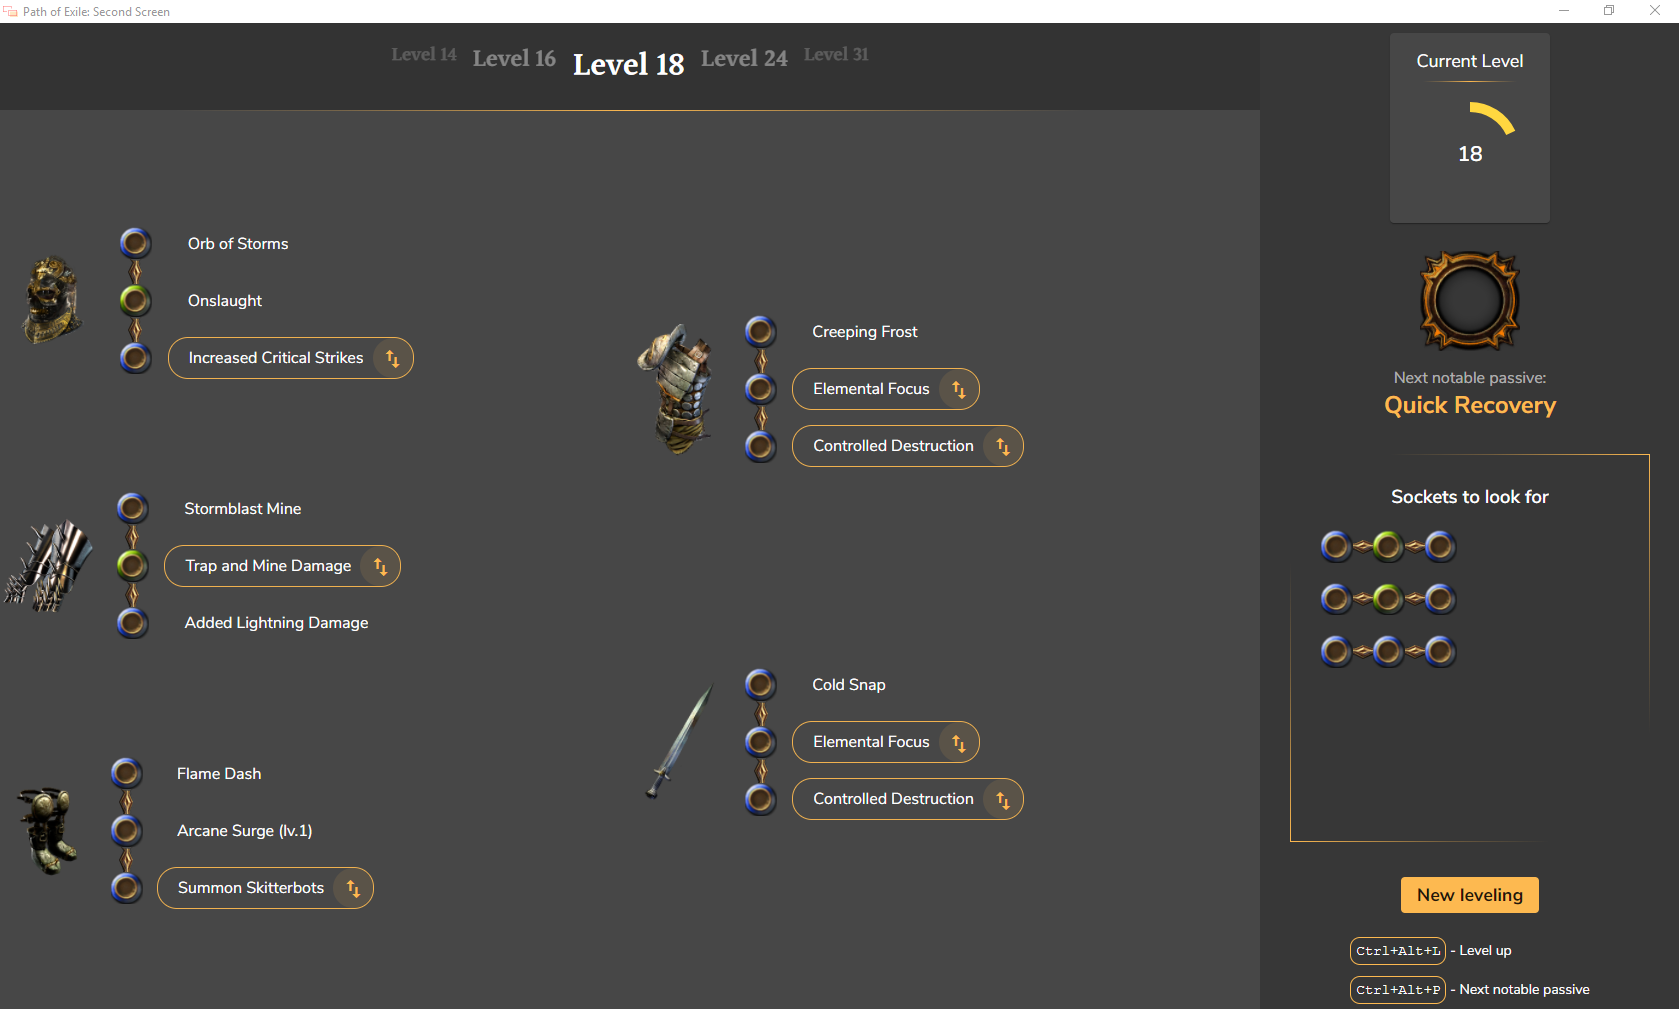 Path of Exile: Second Screen
Level 14
Level 16
Level 18
Level 24
Level 31
Orb of Storms
Onslaught
Increased Critical Strikes
Stormblast Mine
Trap and Mine Damage
Added Lightning Damage
Flame Dash
Arcane Surge (lv.1)
Summon Skitterbots
Creeping Frost
Elemental Focus
Controlled Destruction
Cold Snap
Elemental Focus
Controlled Destruction
Current Level
18
Next notable passive:
Quick Recovery
Sockets to look for
New leveling
Ctrl+Alt+L - Level up
Ctrl+Alt+P - Next notable passive